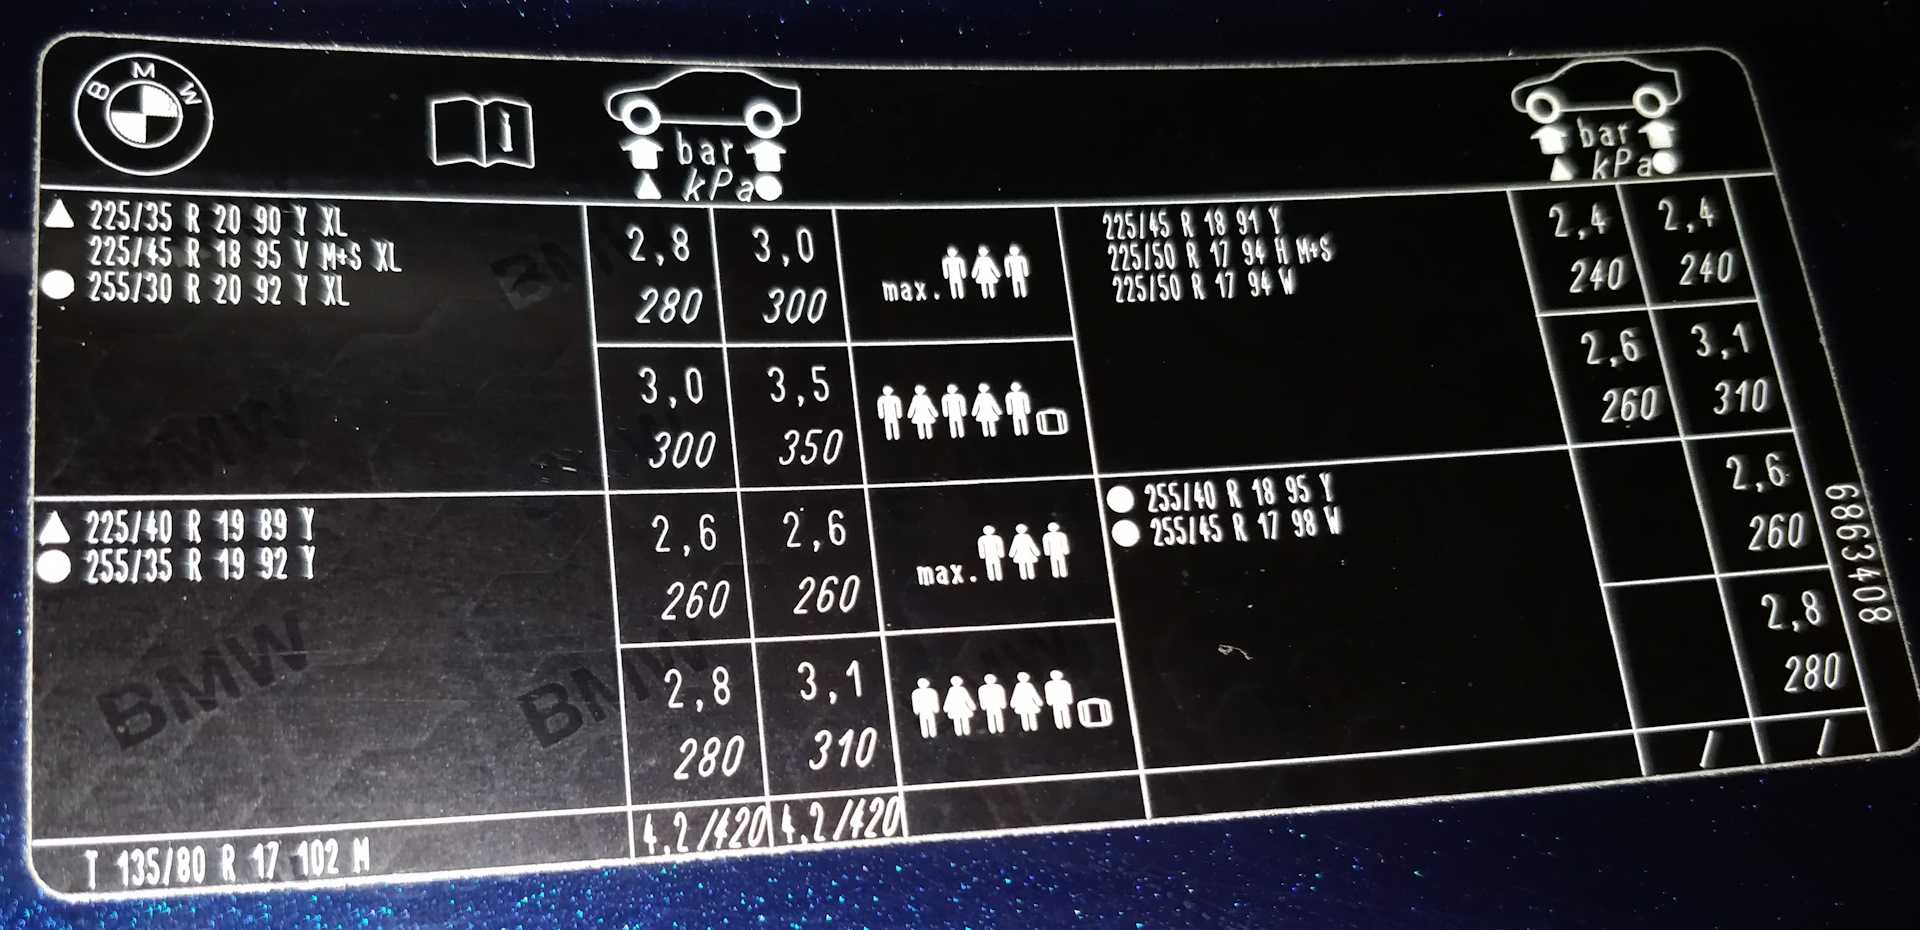 BMW
i
bar
kPa
bar
kPa
225/35 R 20 90 Y XL
225/45 R 18 95 V M+S XL
255/30 R 20 92 Y XL
2,8 3,0
280 300
max.
3,0 3,5
300 350
225/45 R 18 91 Y
225/50 R 17 94 H M+S
225/50 R 17 94 W
2,4 2,4
240 240
2,6 3,1
260 310
225/40 R 19 89 Y
255/35 R 19 92 Y
2,6 2,6
260 260
max.
2,8 3,1
280 310
255/40 R 18 95 Y
255/45 R 17 98 W
2,6
260
2,8
280
T 135/80 R 17 102 M
4,2/420 4,2/420
/ /
6863408
BMW
BMW
BMW
BMW